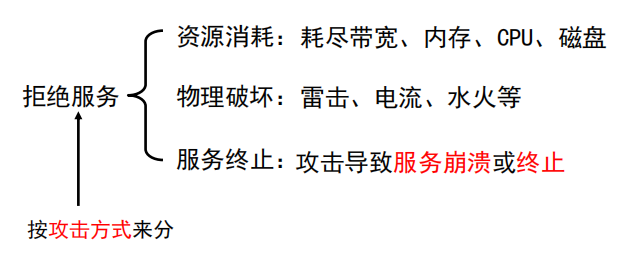 资源消耗：耗尽带宽、内存、CPU、磁盘
拒绝服务
物理破坏：雷击、电流、水火等
服务终止：攻击导致服务崩溃或终止
按攻击方式来分